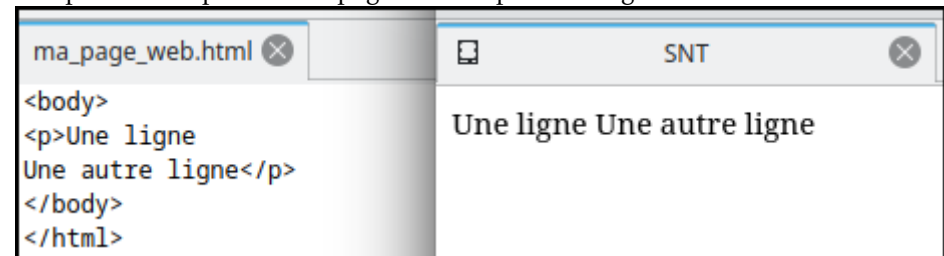 ma_page_web.html
SNT
<body>
<p>Une ligne
Une autre ligne</p>
</body>
</html>
Une ligne Une autre ligne